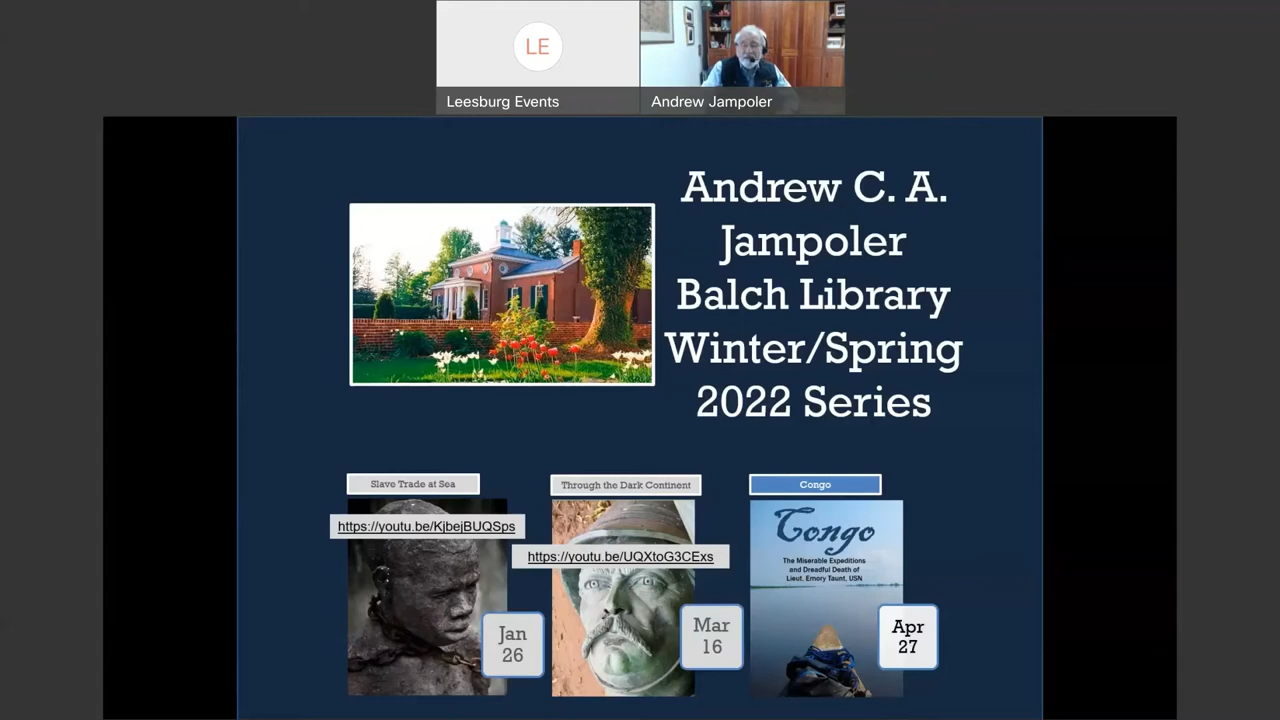 LE
Leesburg Events
Andrew Jampoler
Andrew C. A.
Jampoler
Balch Library
Winter/Spring
2022 Series
Slave Trade at Sea
https://youtu.be/KjbejBUQSps
Jan
26
Through the Dark Continent
https://youtu.be/UQXtoG3CExs
Mar
16
Congo
Congo
The Miserable Expeditions
and Dreadful Death of
Lieut. Emory Taunt, USN
Apr
27